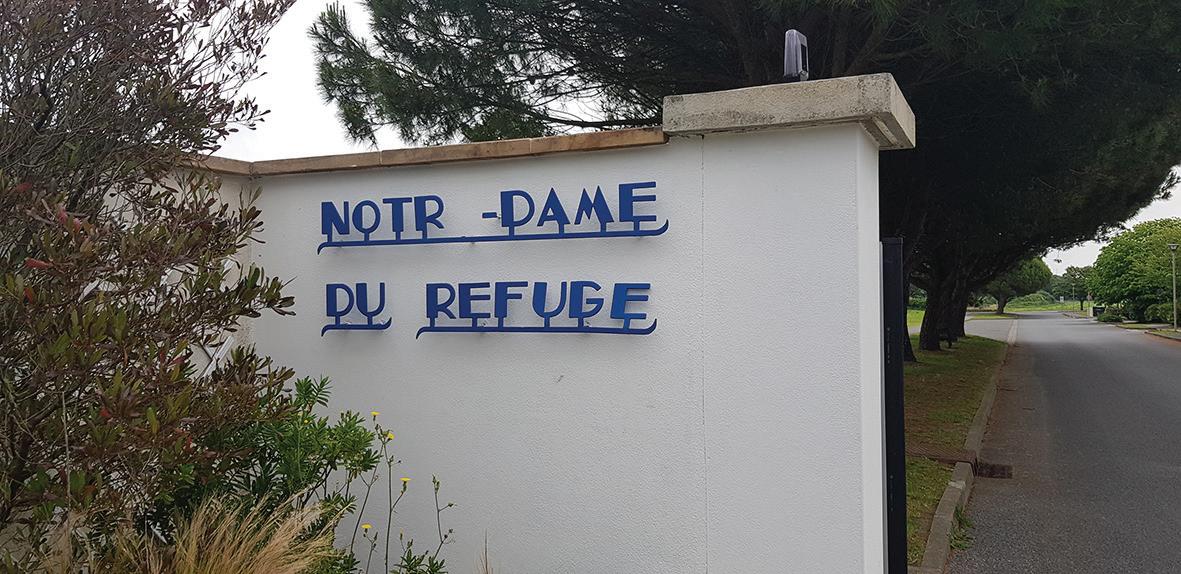 NOTR -DAME
DU REFUGE